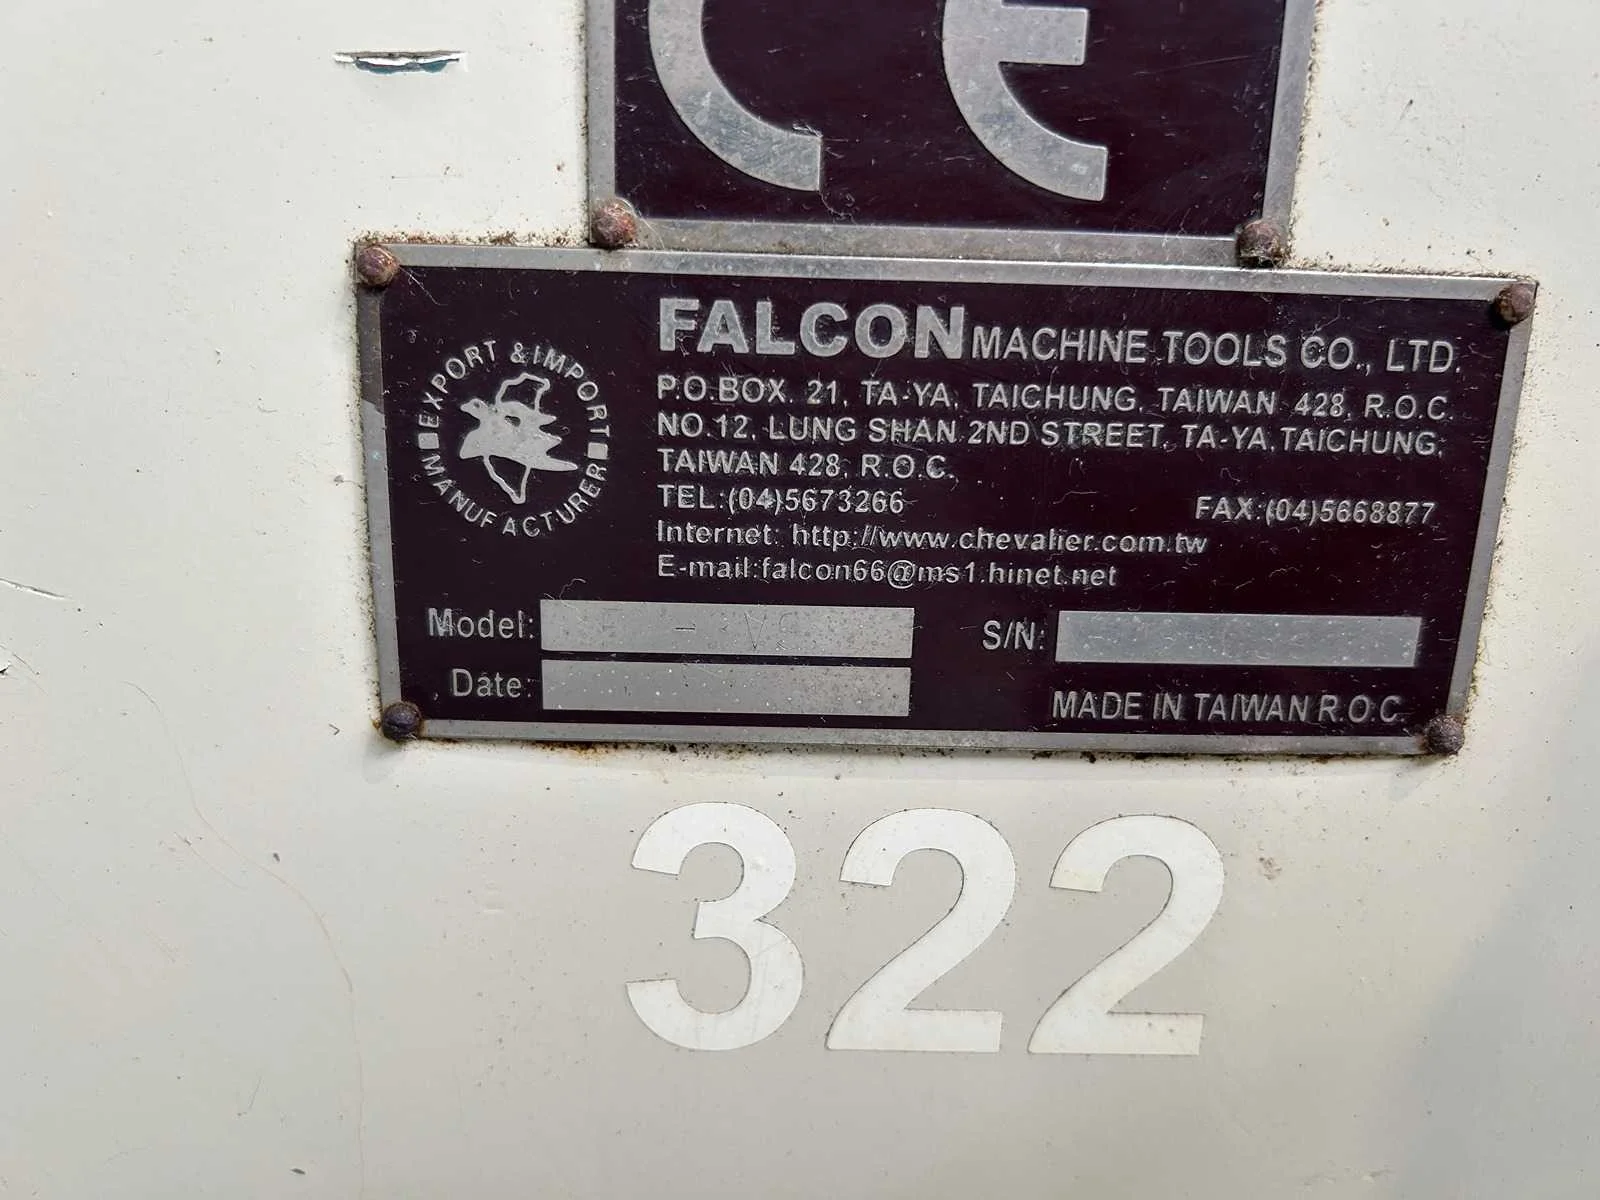 CE
EXPORT & IMPORT
MANUFACTURER
FALCON MACHINE TOOLS CO., LTD.
P.O.BOX. 21, TA-YA, TAICHUNG, TAIWAN 428, R.O.C.
NO.12, LUNG SHAN 2ND STREET, TA-YA, TAICHUNG,
TAIWAN 428, R.O.C.
TEL:(04)5673266 FAX:(04)5668877
Internet: http://www.chevalier.com.tw
E-mail:falcon66@ms1.hinet.net
Model: S/N:
Date:
MADE IN TAIWAN R.O.C.
322